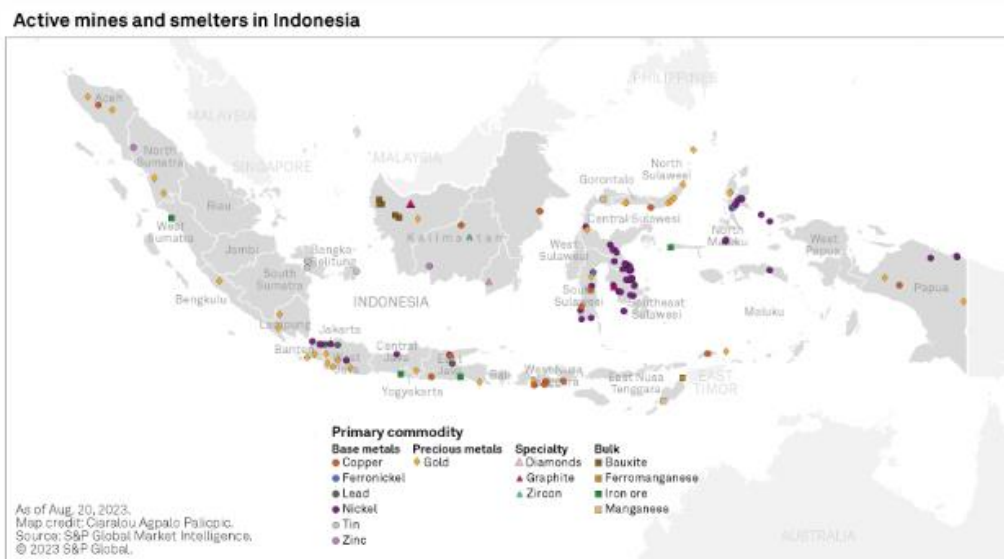 Active mines and smelters in Indonesia
PHILIPPINES
MALAYSIA
Aceh
MALAYSIA
North
Sumatra
SINGAPORE
North
Sulawesi
Gorontalo
Riau
Central Sulawesi
West
Sumatra
Kalimantan
North
Maluku
West
Papua
Jambi
Bangka-
Belitung
West
Sulawesi
South
Sumatra
Papua
Bengkulu
INDONESIA
South
Sulawesi
Southeast
Sulawesi
Maluku
Lampung
Jakarta
Banten
Central
Java
East
Java
Bali
West Nusa
East Nusa
Tenggara
EAST
TIMOR
Yogyakarta
Primary commodity
Base metals Precious metals Specialty Bulk
Copper Gold Diamonds Bauxite
Ferronickel Graphite Ferromanganese
Lead Zircon Iron ore
Nickel Manganese
Tin
Zinc
As of Aug. 20, 2023.
Map credit: Ciaralou Agpalo Palicpic.
Source: S&P Global Market Intelligence.
© 2023 S&P Global.
AUSTRALIA